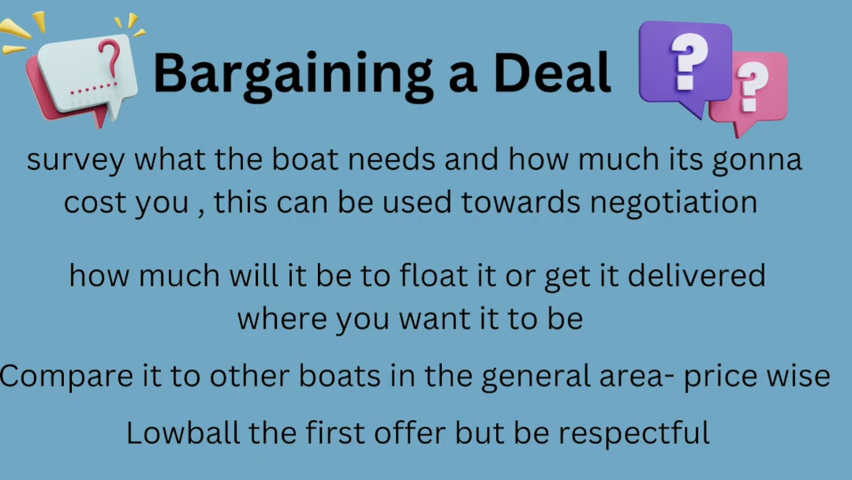 Bargaining a Deal
survey what the boat needs and how much its gonna
cost you , this can be used towards negotiation
how much will it be to float it or get it delivered
where you want it to be
Compare it to other boats in the general area- price wise
Lowball the first offer but be respectful